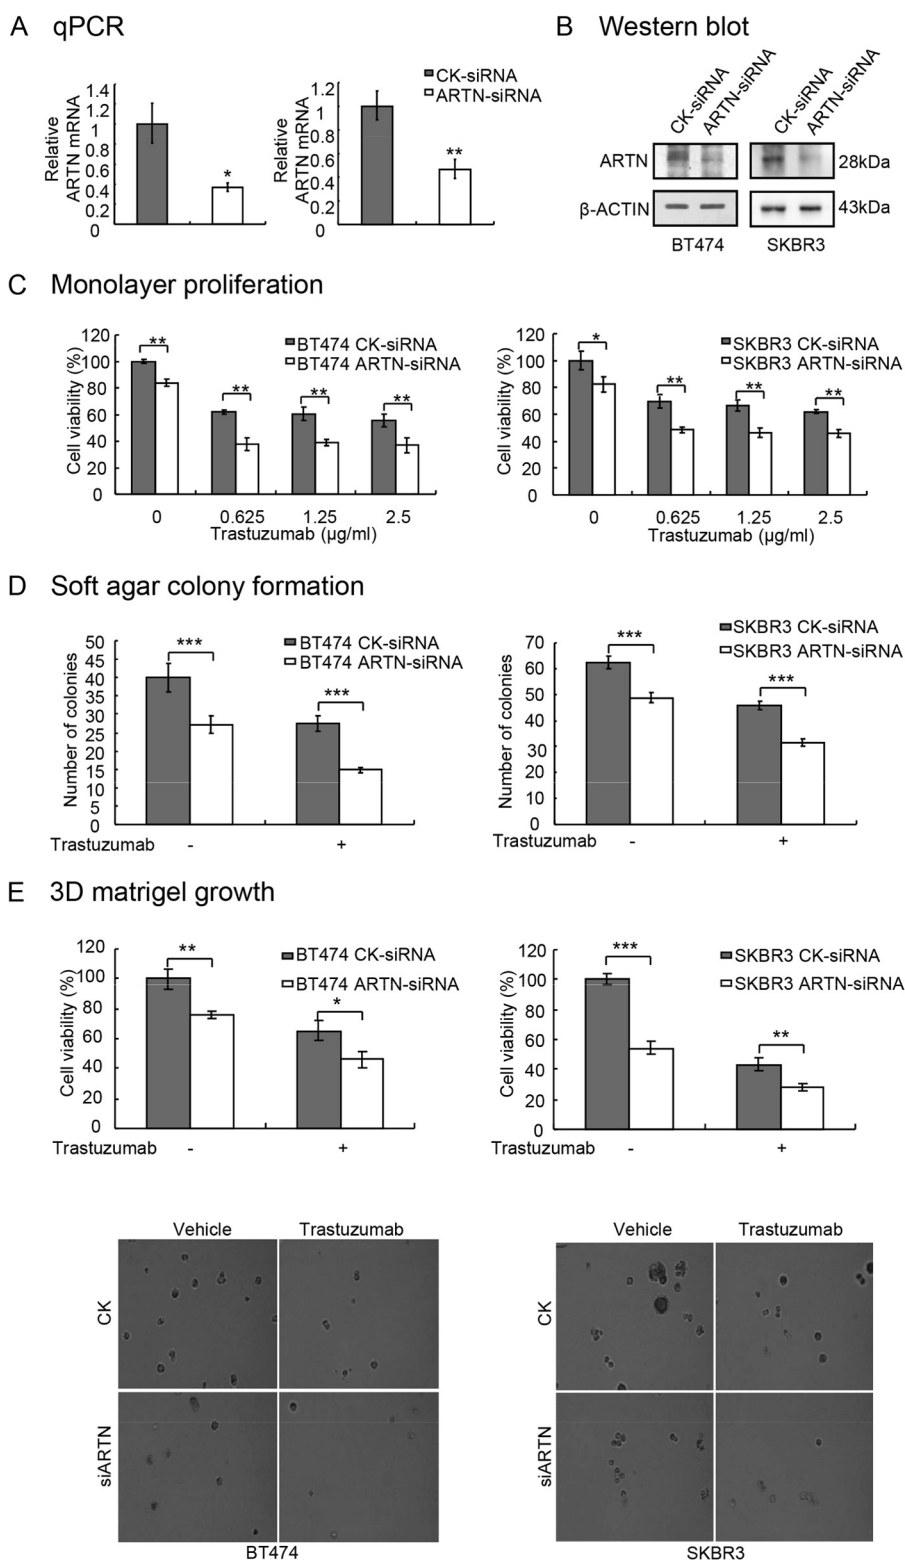 A qPCR
Relative ARTN mRNA
1.4
1.2
1
0.8
0.6
0.4
0.2
0
*
Relative ARTN mRNA
1.2
1
0.8
0.6
0.4
0.2
0
**
CK-siRNA
ARTN-siRNA
B Western blot
CK-siRNA
ARTN-siRNA
CK-siRNA
ARTN-siRNA
ARTN
28kDa
β-ACTIN
43kDa
BT474
SKBR3
C Monolayer proliferation
Cell viability (%)
120
100
80
60
40
20
0
** ** ** **
BT474 CK-siRNA
BT474 ARTN-siRNA
0 0.625 1.25 2.5
Trastuzumab (μg/ml)
Cell viability (%)
120
100
80
60
40
20
0
* ** ** **
SKBR3 CK-siRNA
SKBR3 ARTN-siRNA
0 0.625 1.25 2.5
Trastuzumab (μg/ml)
D Soft agar colony formation
Number of colonies
50
45
40
35
30
25
20
15
10
5
0
*** ***
BT474 CK-siRNA
BT474 ARTN-siRNA
Trastuzumab - +
Number of colonies
70
60
50
40
30
20
10
0
*** ***
SKBR3 CK-siRNA
SKBR3 ARTN-siRNA
- +
E 3D matrigel growth
Cell viability (%)
120
100
80
60
40
20
0
** *
BT474 CK-siRNA
BT474 ARTN-siRNA
Trastuzumab - +
Cell viability (%)
120
100
80
60
40
20
0
*** **
SKBR3 CK-siRNA
SKBR3 ARTN-siRNA
Trastuzumab - +
Vehicle Trastuzumab
CK
siARTN
BT474
Vehicle Trastuzumab
CK
siARTN
SKBR3